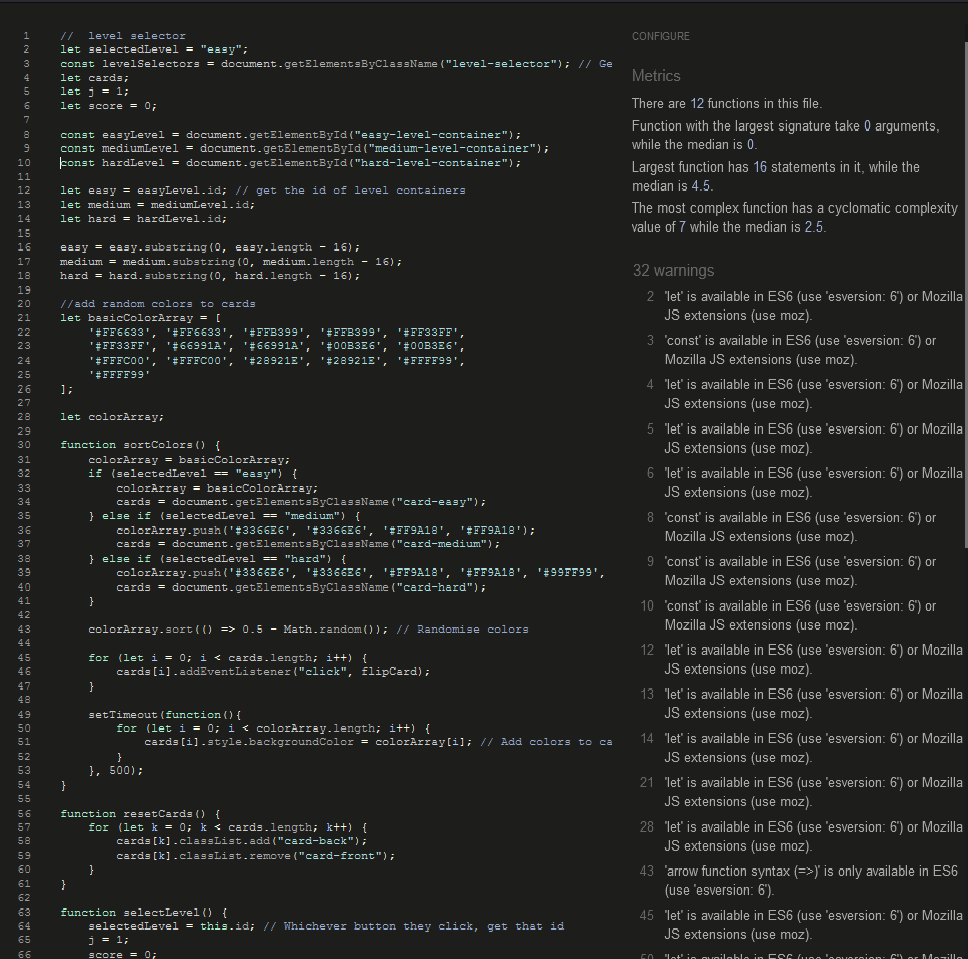 1 // level selector
2 let selectedLevel = "easy";
3 const levelSelectors = document.getElementsByClassName("level-selector"); // Ge
4 let cards;
5 let j = 1;
6 let score = 0;
7
8 const easyLevel = document.getElementById("easy-level-container");
9 const mediumLevel = document.getElementById("medium-level-container");
10 const hardLevel = document.getElementById("hard-level-container");
11
12 let easy = easyLevel.id; // get the id of level containers
13 let medium = mediumLevel.id;
14 let hard = hardLevel.id;
15
16 easy = easy.substring(0, easy.length - 16);
17 medium = medium.substring(0, medium.length - 16);
18 hard = hard.substring(0, hard.length - 16);
19
20 //add random colors to cards
21 let basicColorArray = [
22 '#FF6633', '#FF6633', '#FFB399', '#FFB399', '#FF33FF',
23 '#FF33FF', '#66991A', '#66991A', '#00B3E6', '#00B3E6',
24 '#FFFC00', '#FFFC00', '#28921E', '#28921E', '#FFFF99',
25 '#FFFF99'
26 ];
27
28 let colorArray;
29
30 function sortColors() {
31 colorArray = basicColorArray;
32 if (selectedLevel == "easy") {
33 colorArray = basicColorArray;
34 cards = document.getElementsByClassName("card-easy");
35 } else if (selectedLevel == "medium") {
36 colorArray.push('#3366E6', '#3366E6', '#FF9A18', '#FF9A18');
37 cards = document.getElementsByClassName("card-medium");
38 } else if (selectedLevel == "hard") {
39 colorArray.push('#3366E6', '#3366E6', '#FF9A18', '#FF9A18', '#99FF99',
40 cards = document.getElementsByClassName("card-hard");
41 }
42
43 colorArray.sort(() => 0.5 - Math.random()); // Randomise colors
44
45 for (let i = 0; i < cards.length; i++) {
46 cards[i].addEventListener("click", flipCard);
47 }
48
49 setTimeout(function(){
50 for (let i = 0; i < colorArray.length; i++) {
51 cards[i].style.backgroundColor = colorArray[i]; // Add colors to ca
52 }
53 }, 500);
54 }
55
56 function resetCards() {
57 for (let k = 0; k < cards.length; k++) {
58 cards[k].classList.add("card-back");
59 cards[k].classList.remove("card-front");
60 }
61 }
62
63 function selectLevel() {
64 selectedLevel = this.id; // Whichever button they click, get that id
65 j = 1;
66 score = 0;
CONFIGURE
Metrics
There are 12 functions in this file.
Function with the largest signature take 0 arguments,
while the median is 0.
Largest function has 16 statements in it, while the
median is 4.5.
The most complex function has a cyclomatic complexity
value of 7 while the median is 2.5.
32 warnings
2 'let' is available in ES6 (use 'esversion: 6') or Mozilla
JS extensions (use moz).
3 'const' is available in ES6 (use 'esversion: 6') or
Mozilla JS extensions (use moz).
4 'let' is available in ES6 (use 'esversion: 6') or Mozilla
JS extensions (use moz).
5 'let' is available in ES6 (use 'esversion: 6') or Mozilla
JS extensions (use moz).
6 'let' is available in ES6 (use 'esversion: 6') or Mozilla
JS extensions (use moz).
8 'const' is available in ES6 (use 'esversion: 6') or
Mozilla JS extensions (use moz).
9 'const' is available in ES6 (use 'esversion: 6') or
Mozilla JS extensions (use moz).
10 'const' is available in ES6 (use 'esversion: 6') or
Mozilla JS extensions (use moz).
12 'let' is available in ES6 (use 'esversion: 6') or Mozilla
JS extensions (use moz).
13 'let' is available in ES6 (use 'esversion: 6') or Mozilla
JS extensions (use moz).
14 'let' is available in ES6 (use 'esversion: 6') or Mozilla
JS extensions (use moz).
21 'let' is available in ES6 (use 'esversion: 6') or Mozilla
JS extensions (use moz).
28 'let' is available in ES6 (use 'esversion: 6') or Mozilla
JS extensions (use moz).
43 'arrow function syntax (=>)' is only available in ES6
(use 'esversion: 6').
45 'let' is available in ES6 (use 'esversion: 6') or Mozilla
JS extensions (use moz).
50 'let' is available in ES6 (use 'esversion: 6') or Mozilla